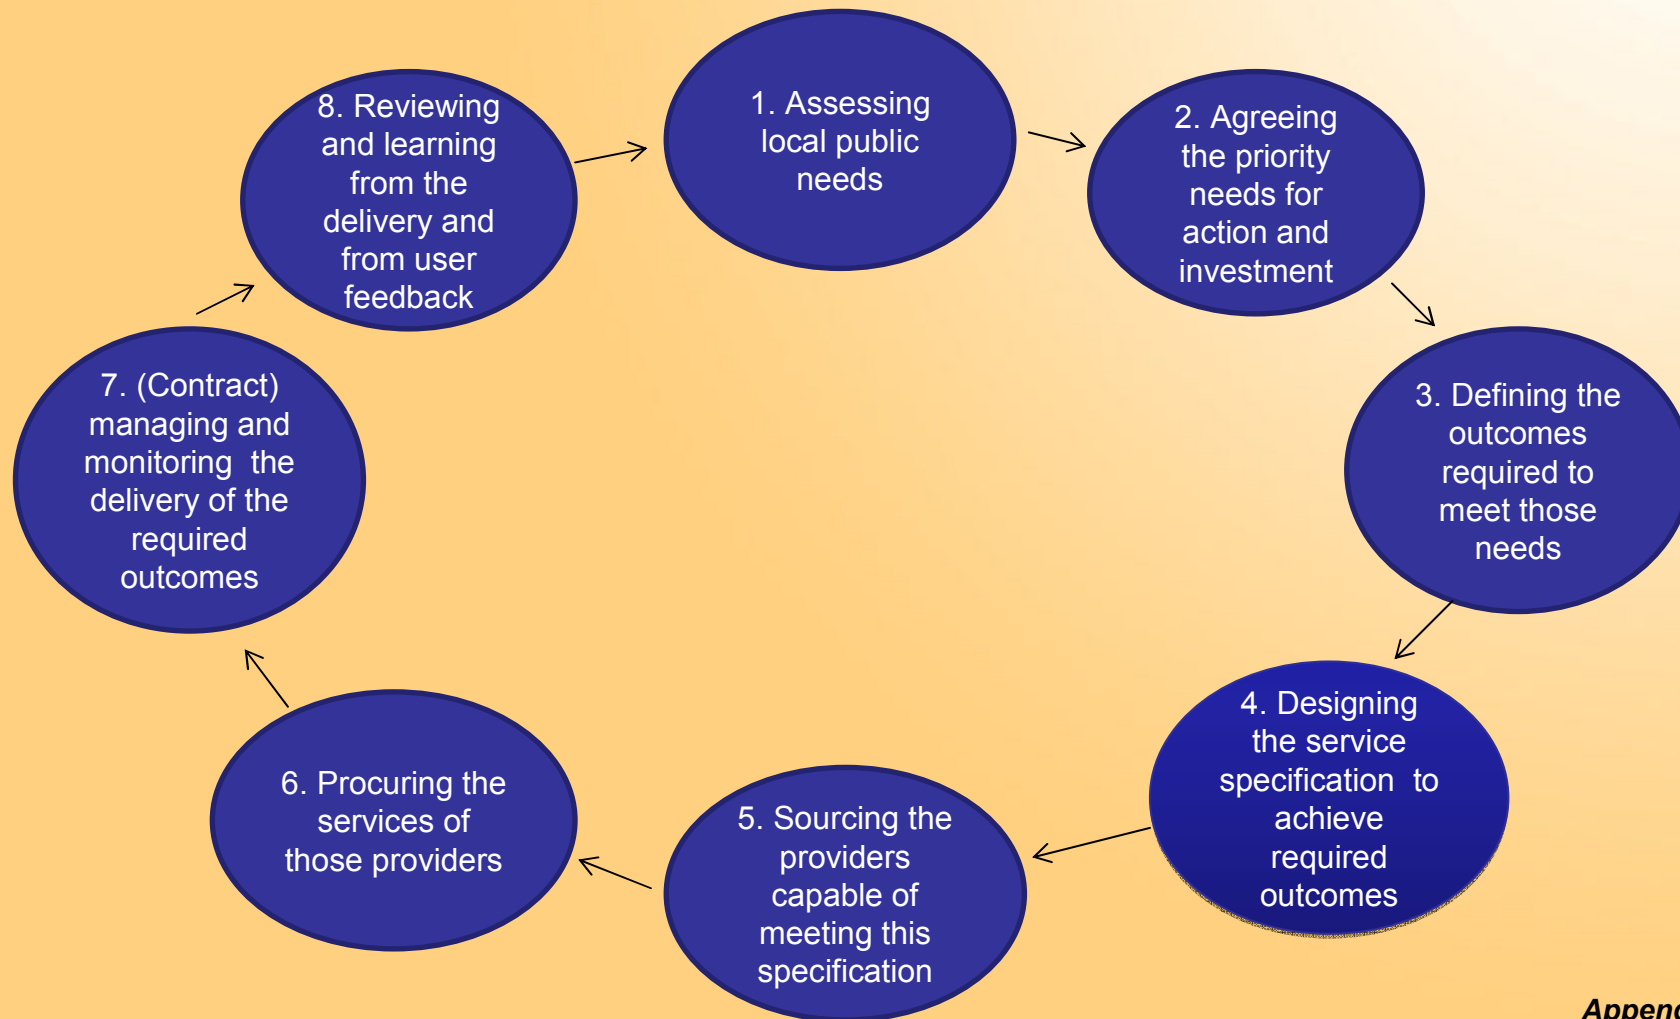 1. Assessing
local public
needs
2. Agreeing
the priority
needs for
action and
investment
3. Defining the
outcomes
required to
meet those
needs
4. Designing
the service
specification to
achieve
required
outcomes
5. Sourcing the
providers
capable of
meeting this
specification
6. Procuring the
services of
those providers
7. (Contract)
managing and
monitoring the
delivery of the
required
outcomes
8. Reviewing
and learning
from the
delivery and
from user
feedback